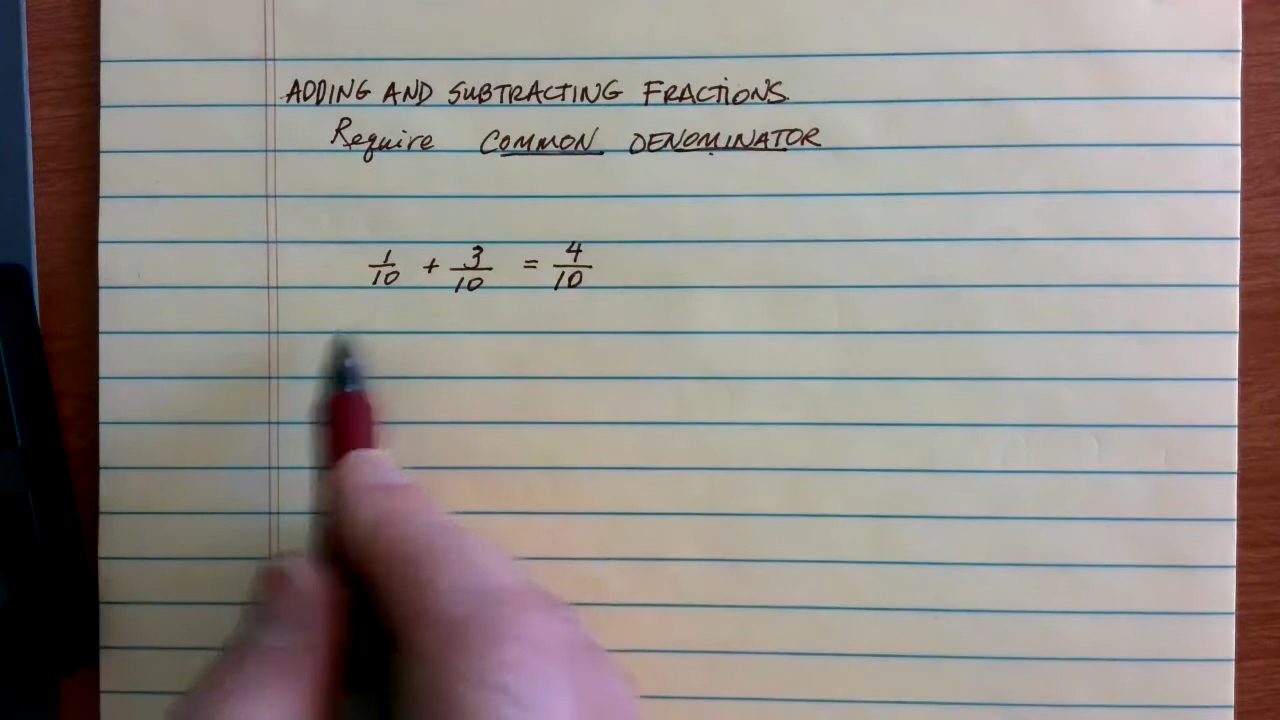 ADDING AND SUBTRACTING FRACTIONS.
Require COMMON DENOMINATOR
1/10 + 3/10 = 4/10